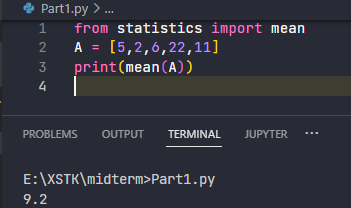 Part1.py > ...
1 from statistics import mean
2 A = [5,2,6,22,11]
3 print(mean(A))
4
PROBLEMS OUTPUT TERMINAL JUPYTER ...
E:\XSTK\midterm>Part1.py
9.2